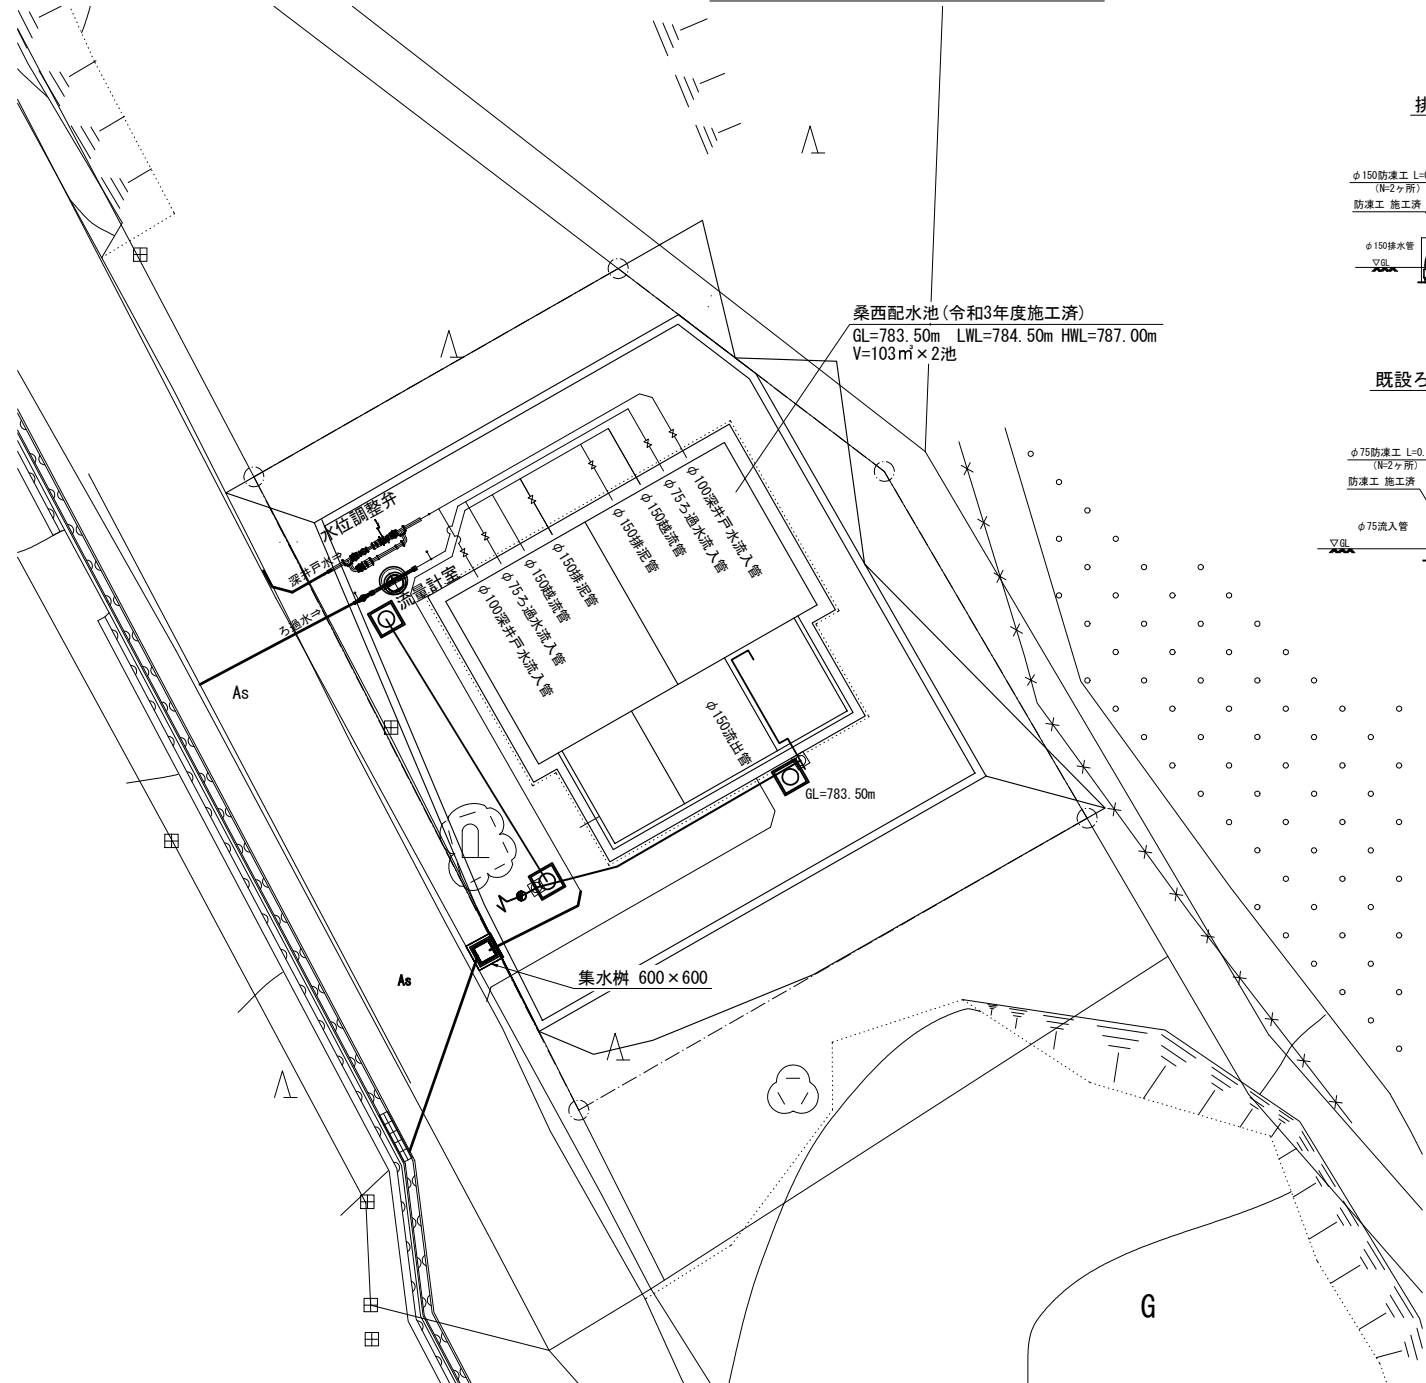 排
φ150防凍工 L=0
(N=2ヶ所)
防凍工 施工済
φ150排水管
▽GL
桑西配水池(令和3年度施工済)
GL=783.50m LWL=784.50m HWL=787.00m
V=103㎥×2池
既設ろ
φ75防凍工 L=0.
(N=2ヶ所)
防凍工 施工済
φ75流入管
▽GL
水位調整弁
深井戸水⇒
流量計室
ろ過水⇒
φ100深井戸水流入管
φ75ろ過水流入管
φ150越流管
φ150排泥管
φ150排泥管
φ150越流管
φ75ろ過水流入管
φ100深井戸水流入管
As
φ150流出管
GL=783.50m
As
集水桝 600×600
G